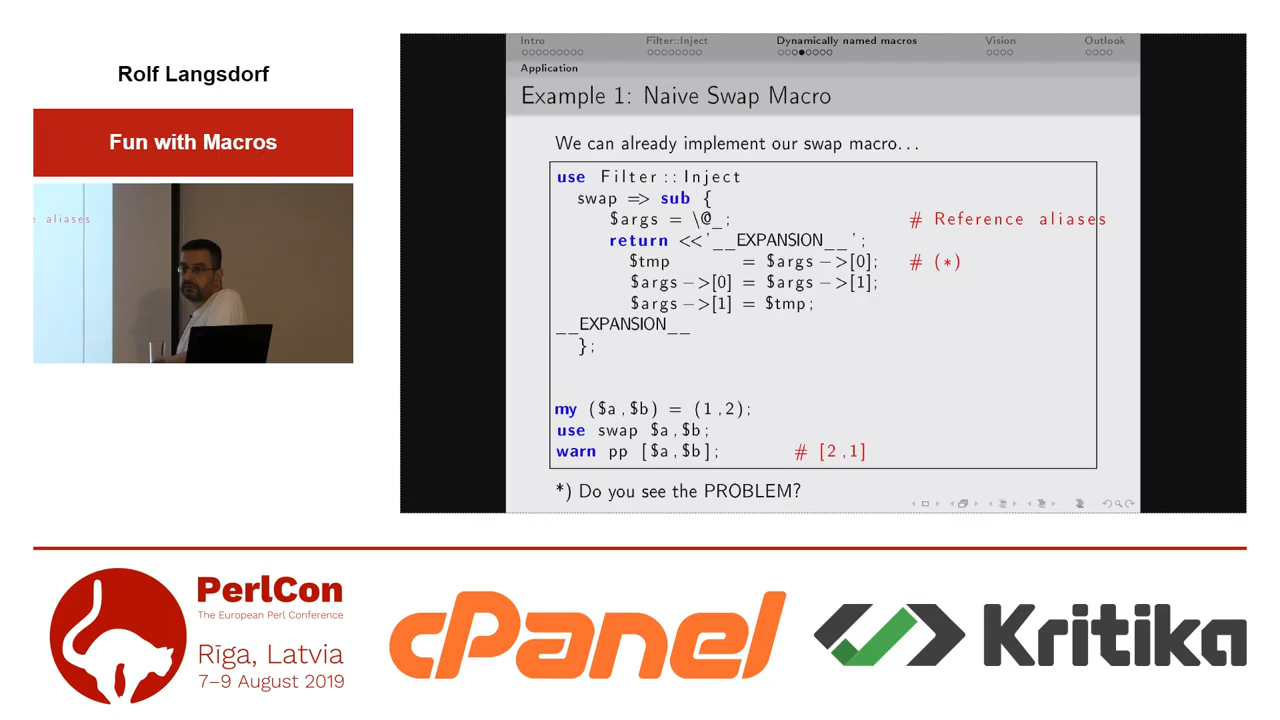 Rolf Langsdorf
Fun with Macros
e aliases
Intro Filter::Inject Dynamically named macros Vision Outlook
Application
Example 1: Naive Swap Macro
We can already implement our swap macro...
use Filter::Inject
swap => sub {
$args = \@_; # Reference aliases
return <<'__EXPANSION__';
$tmp = $args->[0]; # (*)
$args->[0] = $args->[1];
$args->[1] = $tmp;
__EXPANSION__
};
my ($a,$b) = (1,2);
use swap $a,$b;
warn pp [$a,$b]; # [2,1]
*) Do you see the PROBLEM?
PerlCon
The European Perl Conference
Rīga, Latvia
7–9 August 2019
cPanel
Kritika